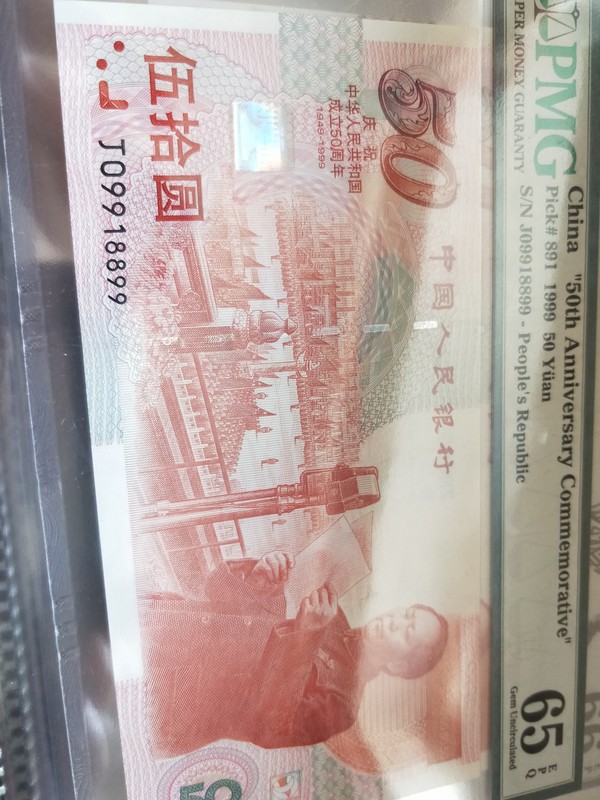 PMG
PAPER MONEY GUARANTY
China "50th Anniversary Commemorative"
Pick# 891 1999 50 Yüan
S/N J09918899 - People's Republic
65 EPQ
Gem Uncirculated
50
中国人民银行
庆祝
中华人民共和国
成立50周年
1949-1999
伍拾圆
J09918899
50